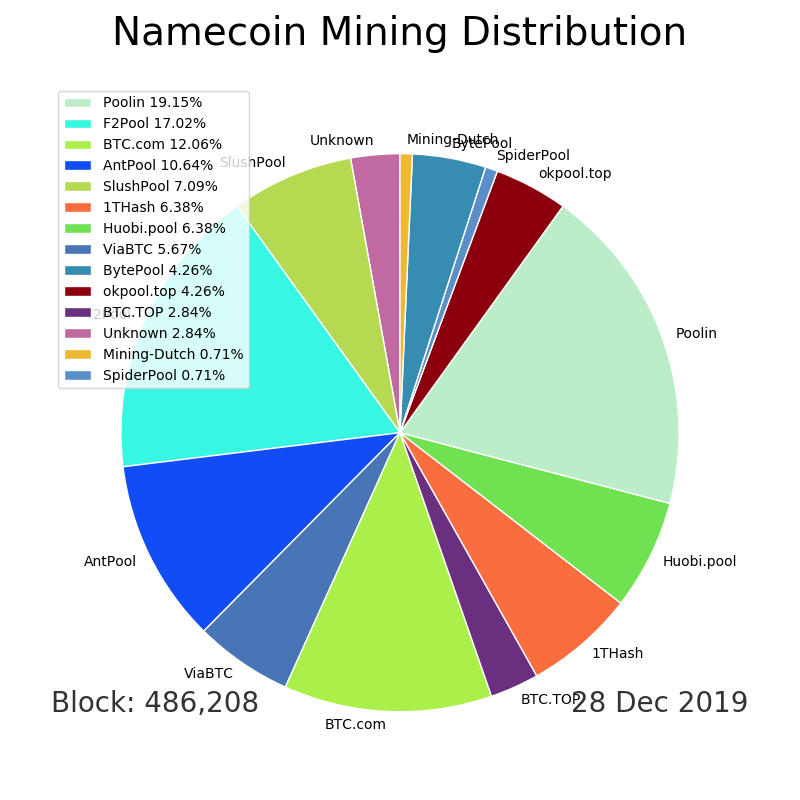 Namecoin Mining Distribution
Poolin 19.15%
F2Pool 17.02%
BTC.com 12.06%
AntPool 10.64%
SlushPool 7.09%
1THash 6.38%
Huobi.pool 6.38%
ViaBTC 5.67%
BytePool 4.26%
okpool.top 4.26%
BTC.TOP 2.84%
Unknown 2.84%
Mining-Dutch 0.71%
SpiderPool 0.71%
SlushPool
Unknown
Mining-Dutch
BytePool
SpiderPool
okpool.top
Poolin
Huobi.pool
AntPool
1THash
ViaBTC
BTC.TOP
BTC.com
Block: 486,208
28 Dec 2019